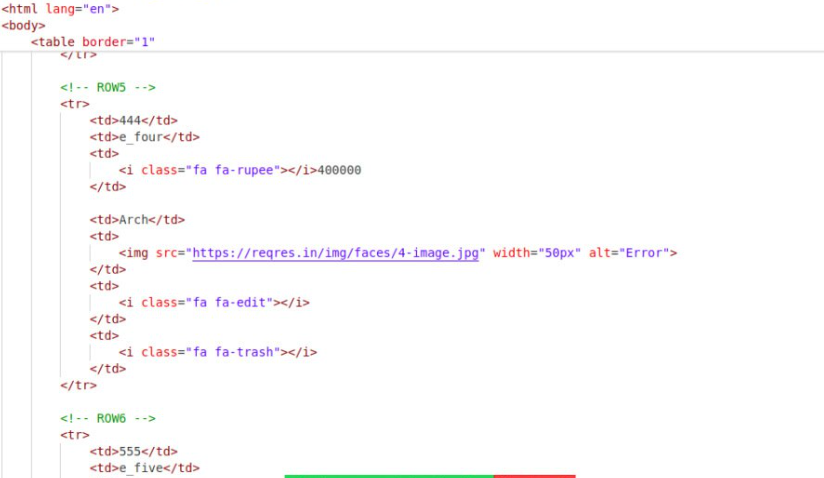 <html lang="en">
<body>
<table border="1"
</tr>
<!-- ROW5 -->
<tr>
<td>444</td>
<td>e_four</td>
<td>
<i class="fa fa-rupee"></i>400000
</td>
<td>Arch</td>
<td>
<img src="https://reqres.in/img/faces/4-image.jpg" width="50px" alt="Error">
</td>
<td>
<i class="fa fa-edit"></i>
</td>
<td>
<i class="fa fa-trash"></i>
</td>
</tr>
<!-- ROW6 -->
<tr>
<td>555</td>
<td>e_five</td>